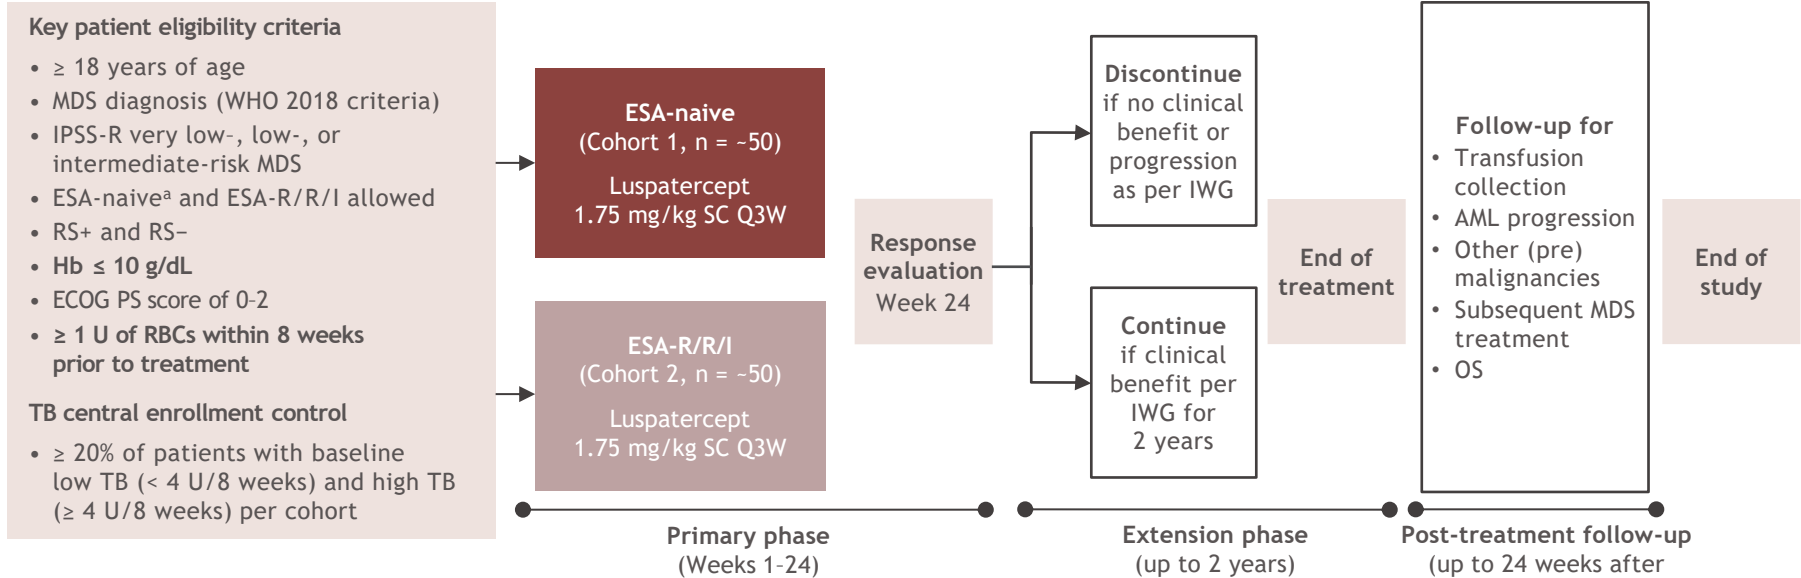 Key patient eligibility criteria
• ≥ 18 years of age
• MDS diagnosis (WHO 2018 criteria)
• IPSS-R very low-, low-, or
intermediate-risk MDS
• ESA-naiveᵃ and ESA-R/R/I allowed
• RS+ and RS−
• Hb ≤ 10 g/dL
• ECOG PS score of 0–2
• ≥ 1 U of RBCs within 8 weeks
prior to treatment
TB central enrollment control
• ≥ 20% of patients with baseline
low TB (< 4 U/8 weeks) and high TB
(≥ 4 U/8 weeks) per cohort
ESA-naive
(Cohort 1, n = ~50)
Luspatercept
1.75 mg/kg SC Q3W
ESA-R/R/I
(Cohort 2, n = ~50)
Luspatercept
1.75 mg/kg SC Q3W
Response
evaluation
Week 24
Discontinue
if no clinical
benefit or
progression
as per IWG
Continue
if clinical
benefit per
IWG for
2 years
End of
treatment
Follow-up for
• Transfusion
collection
• AML progression
• Other (pre)
malignancies
• Subsequent MDS
treatment
• OS
End of
study
Primary phase
(Weeks 1–24)
Extension phase
(up to 2 years)
Post-treatment follow-up
(up to 24 weeks after